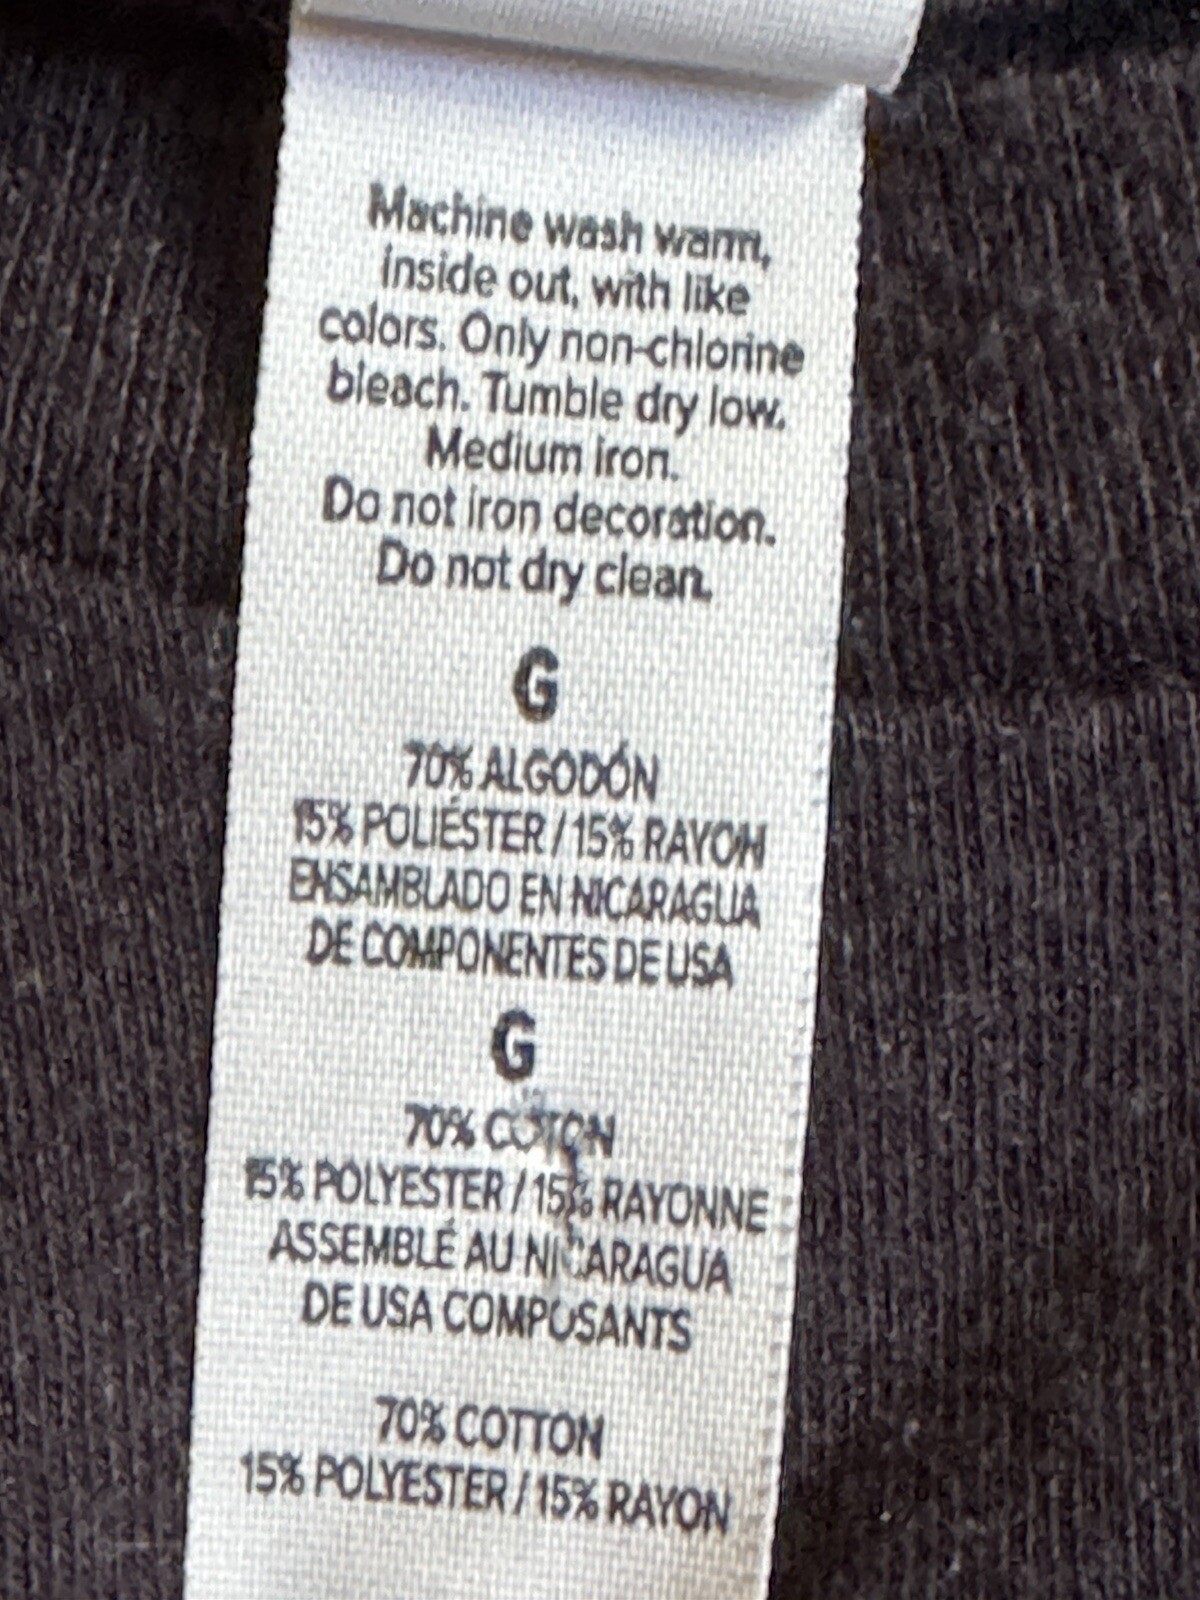 Machine wash warm,
inside out, with like
colors. Only non-chlorine
bleach. Tumble dry low.
Medium iron.
Do not iron decoration.
Do not dry clean.
G
70% ALGODÓN
15% POLIÉSTER / 15% RAYON
ENSAMBLADO EN NICARAGUA
DE COMPONENTES DE USA
G
70% COTON
15% POLYESTER / 15% RAYONNE
ASSEMBLÉ AU NICARAGUA
DE USA COMPOSANTS
70% COTTON
15% POLYESTER / 15% RAYON